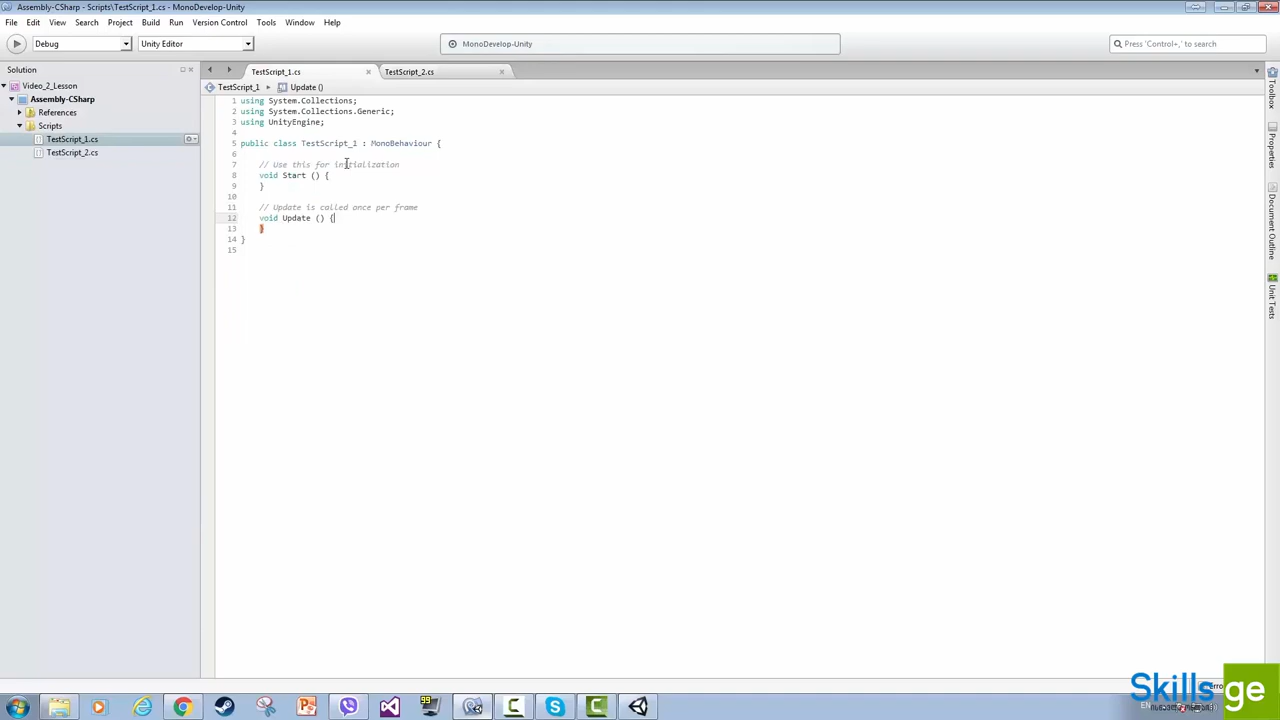 Assembly-CSharp - Scripts\TestScript_1.cs - MonoDevelop-Unity
File Edit View Search Project Build Run Version Control Tools Window Help
Debug
Unity Editor
MonoDevelop-Unity
Press 'Control+,' to search
Solution
Video_2_Lesson
Assembly-CSharp
References
Scripts
TestScript_1.cs
TestScript_2.cs
TestScript_1.cs
TestScript_2.cs
TestScript_1
Update ()
1 using System.Collections;
2 using System.Collections.Generic;
3 using UnityEngine;
4
5 public class TestScript_1 : MonoBehaviour {
6
7 // Use this for initialization
8 void Start () {
9 }
10
11 // Update is called once per frame
12 void Update () {
13 }
14 }
15
Toolbox
Properties
Document Outline
Unit Tests
99
Skills.ge